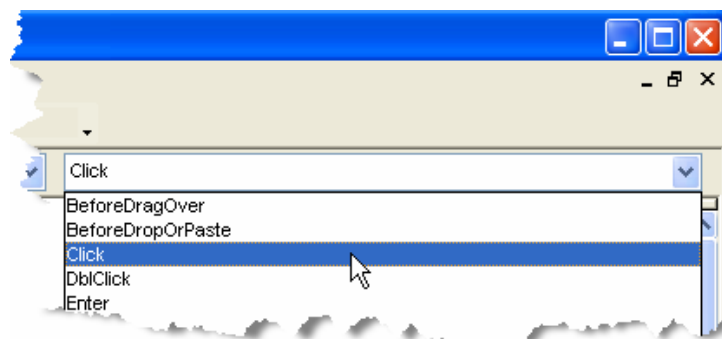 Click
BeforeDragOver
BeforeDropOrPaste
Click
DblClick
Enter